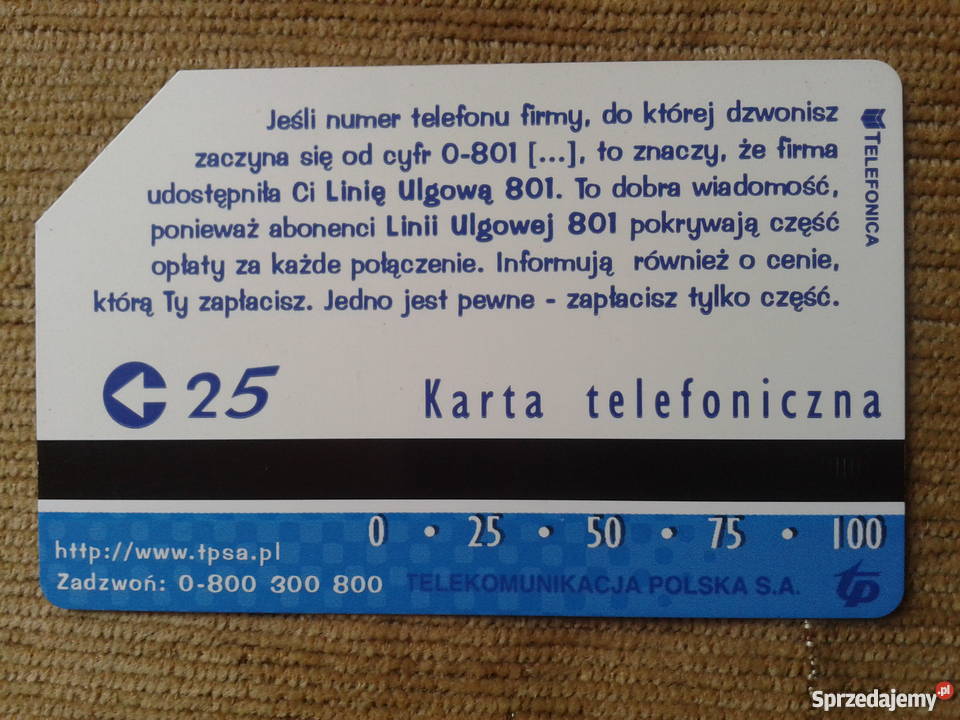 Jeśli numer telefonu firmy, do której dzwonisz
zaczyna się od cyfr 0-801 [...], to znaczy, że firma
udostępniła Ci Linię Ulgową 801. To dobra wiadomość,
ponieważ abonenci Linii Ulgowej 801 pokrywają część
opłaty za każde połączenie. Informują również o cenie,
którą Ty zapłacisz. Jedno jest pewne - zapłacisz tylko część.
TELEFONICA
25 Karta telefoniczna
0 • 25 • 50 • 75 • 100
http://www.tpsa.pl
Zadzwoń: 0-800 300 800 TELEKOMUNIKACJA POLSKA S.A. tp
Sprzedajemy.pl